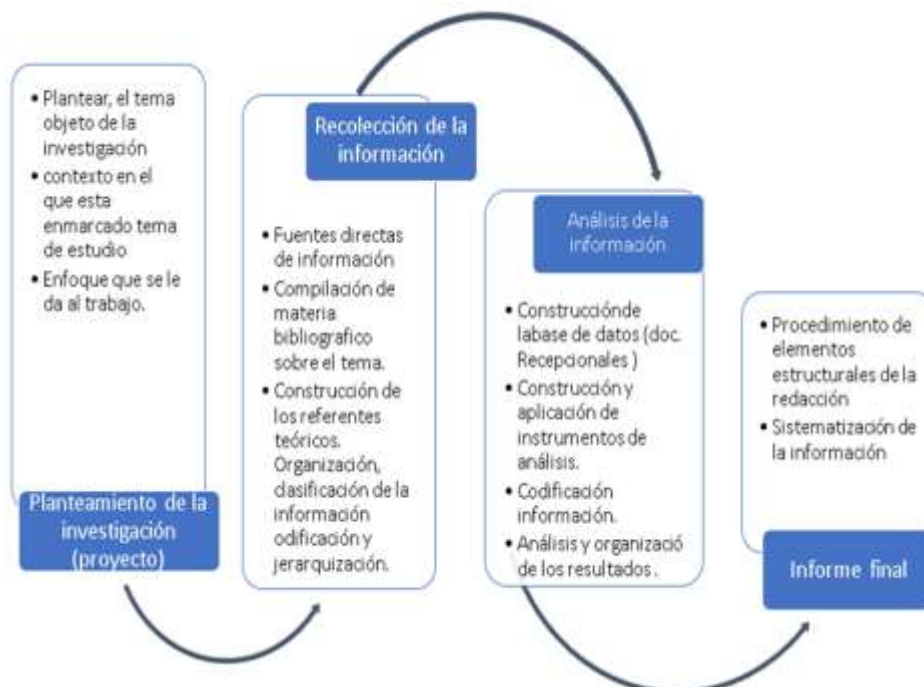 • Plantear, el tema
objeto de la
investigación
• contexto en el
que esta
enmarcado tema
de estudio
• Enfoque que se le
da al trabajo.
Planteamiento de la
investigación
(proyecto)
Recolección de la
información
• Fuentes directas
de información
• Compilación de
materia
bibliografico
sobre el tema.
• Construcción de
los referentes
teóricos.
Organización,
clasificación de la
información
odificación y
jerarquización.
Análisis de la
información
• Construcciónde
labase de datos (doc.
Recepcionales )
• Construcción y
aplicación de
instrumentos de
análisis.
• Codificación
información.
• Análisis y organizació
de los resultados .
• Procedimiento de
elementos
estructurales de la
redacción
• Sistematización de
la información
Informe final